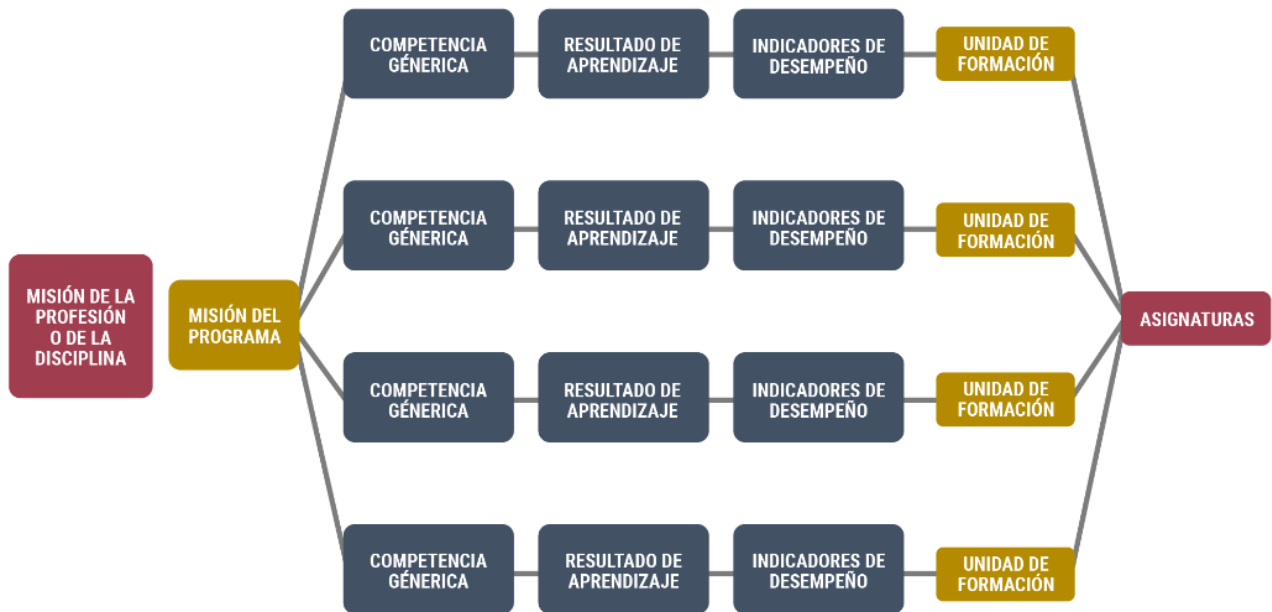 COMPETENCIA
GÉNERICA
RESULTADO DE
APRENDIZAJE
INDICADORES DE
DESEMPEÑO
UNIDAD DE
FORMACIÓN
COMPETENCIA
GÉNERICA
RESULTADO DE
APRENDIZAJE
INDICADORES DE
DESEMPEÑO
UNIDAD DE
FORMACIÓN
MISIÓN DE LA
PROFESIÓN
O DE LA
DISCIPLINA
MISIÓN DEL
PROGRAMA
ASIGNATURAS
COMPETENCIA
GÉNERICA
RESULTADO DE
APRENDIZAJE
INDICADORES DE
DESEMPEÑO
UNIDAD DE
FORMACIÓN
COMPETENCIA
GÉNERICA
RESULTADO DE
APRENDIZAJE
INDICADORES DE
DESEMPEÑO
UNIDAD DE
FORMACIÓN